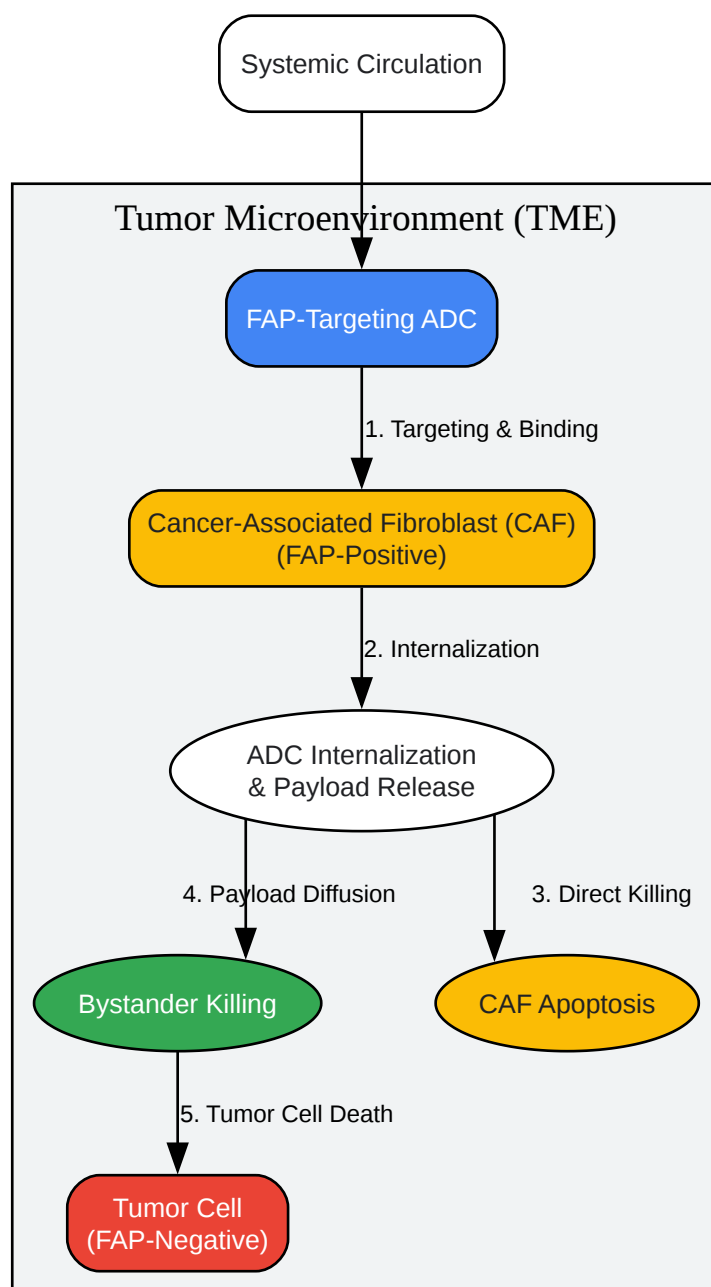 Systemic Circulation
Tumor Microenvironment (TME)
FAP-Targeting ADC
1. Targeting & Binding
Cancer-Associated Fibroblast (CAF)
(FAP-Positive)
2. Internalization
ADC Internalization
& Payload Release
4. Payload Diffusion
3. Direct Killing
Bystander Killing
CAF Apoptosis
5. Tumor Cell Death
Tumor Cell
(FAP-Negative)